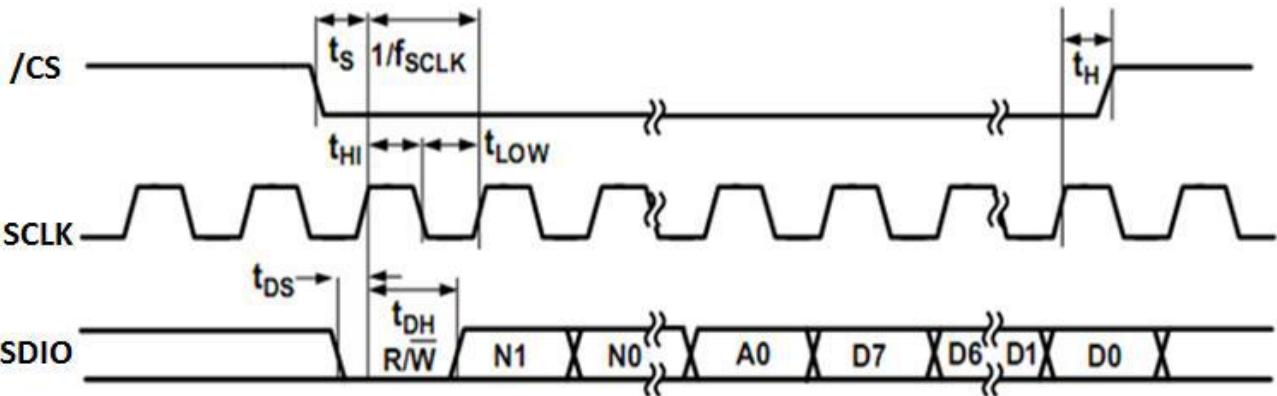 /CS
tS 1/fSCLK
tH
tHI
tLOW
SCLK
tDS
tDH
SDIO
R/W̅ N1 N0 A0 D7 D6 D1 D0